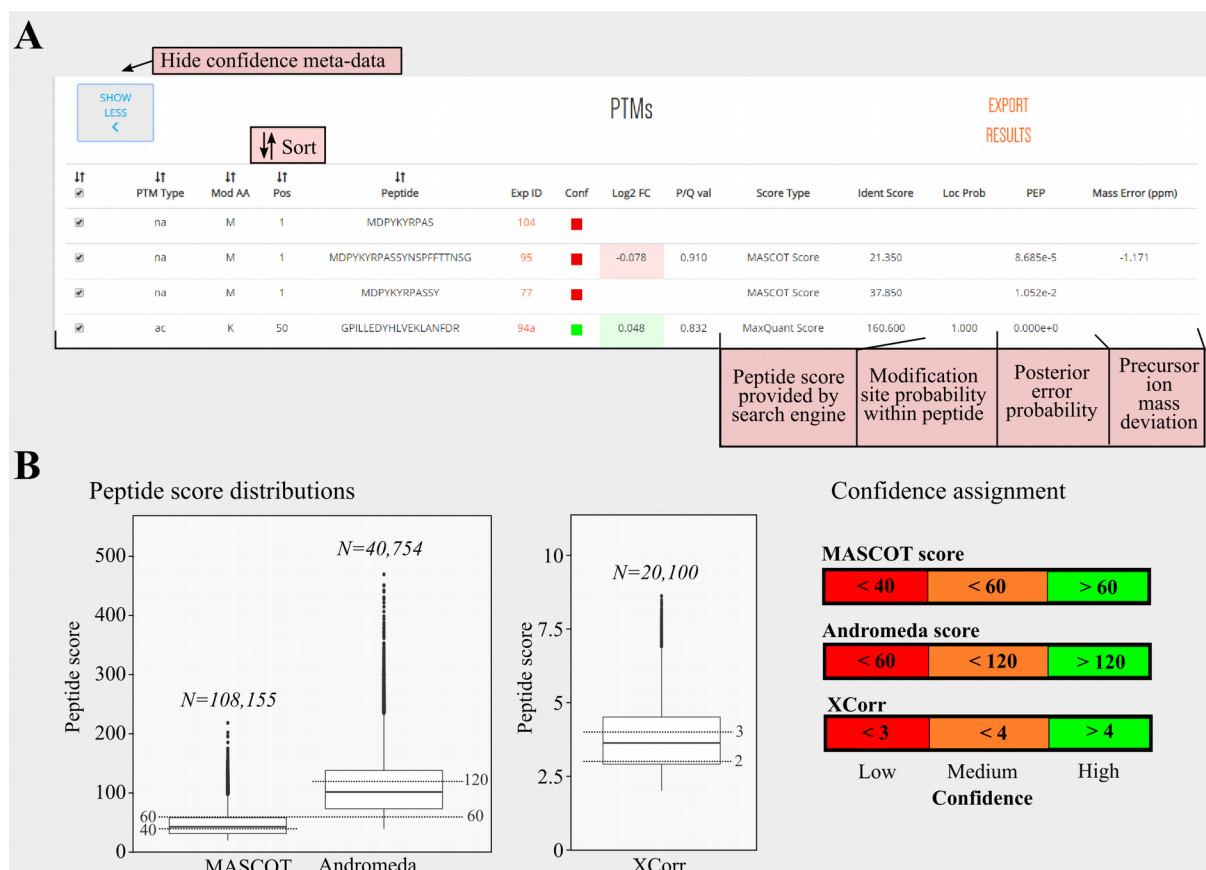 A
Hide confidence meta-data
SHOW
LESS
<
PTMs
EXPORT
RESULTS
Sort
PTM Type Mod AA Pos Peptide Exp ID Conf Log2 FC P/Q val Score Type Ident Score Loc Prob PEP Mass Error (ppm)
na M 1 MDPYKYRPAS 104
na M 1 MDPYKYRPASSYNSPFFTTNSG 95 -0.078 0.910 MASCOT Score 21.350 8.685e-5 -1.171
na M 1 MDPYKYRPASSY 77 MASCOT Score 37.850 1.052e-2
ac K 50 GPILLEDYHLVEKLANFDR 94a 0.048 0.832 MaxQuant Score 160.600 1.000 0.000e+0
Peptide score
provided by
search engine
Modification
site probability
within peptide
Posterior
error
probability
Precursor
ion
mass
deviation
B
Peptide score distributions
Peptide score
500
400
300
200
100
0
N=108,155
N=40,754
60
40
120
60
MASCOT Andromeda
Peptide score
10
7.5
5
2.5
0
N=20,100
3
2
XCorr
Confidence assignment
MASCOT score
< 40 < 60 > 60
Andromeda score
< 60 < 120 > 120
XCorr
< 3 < 4 > 4
Low Medium High
Confidence